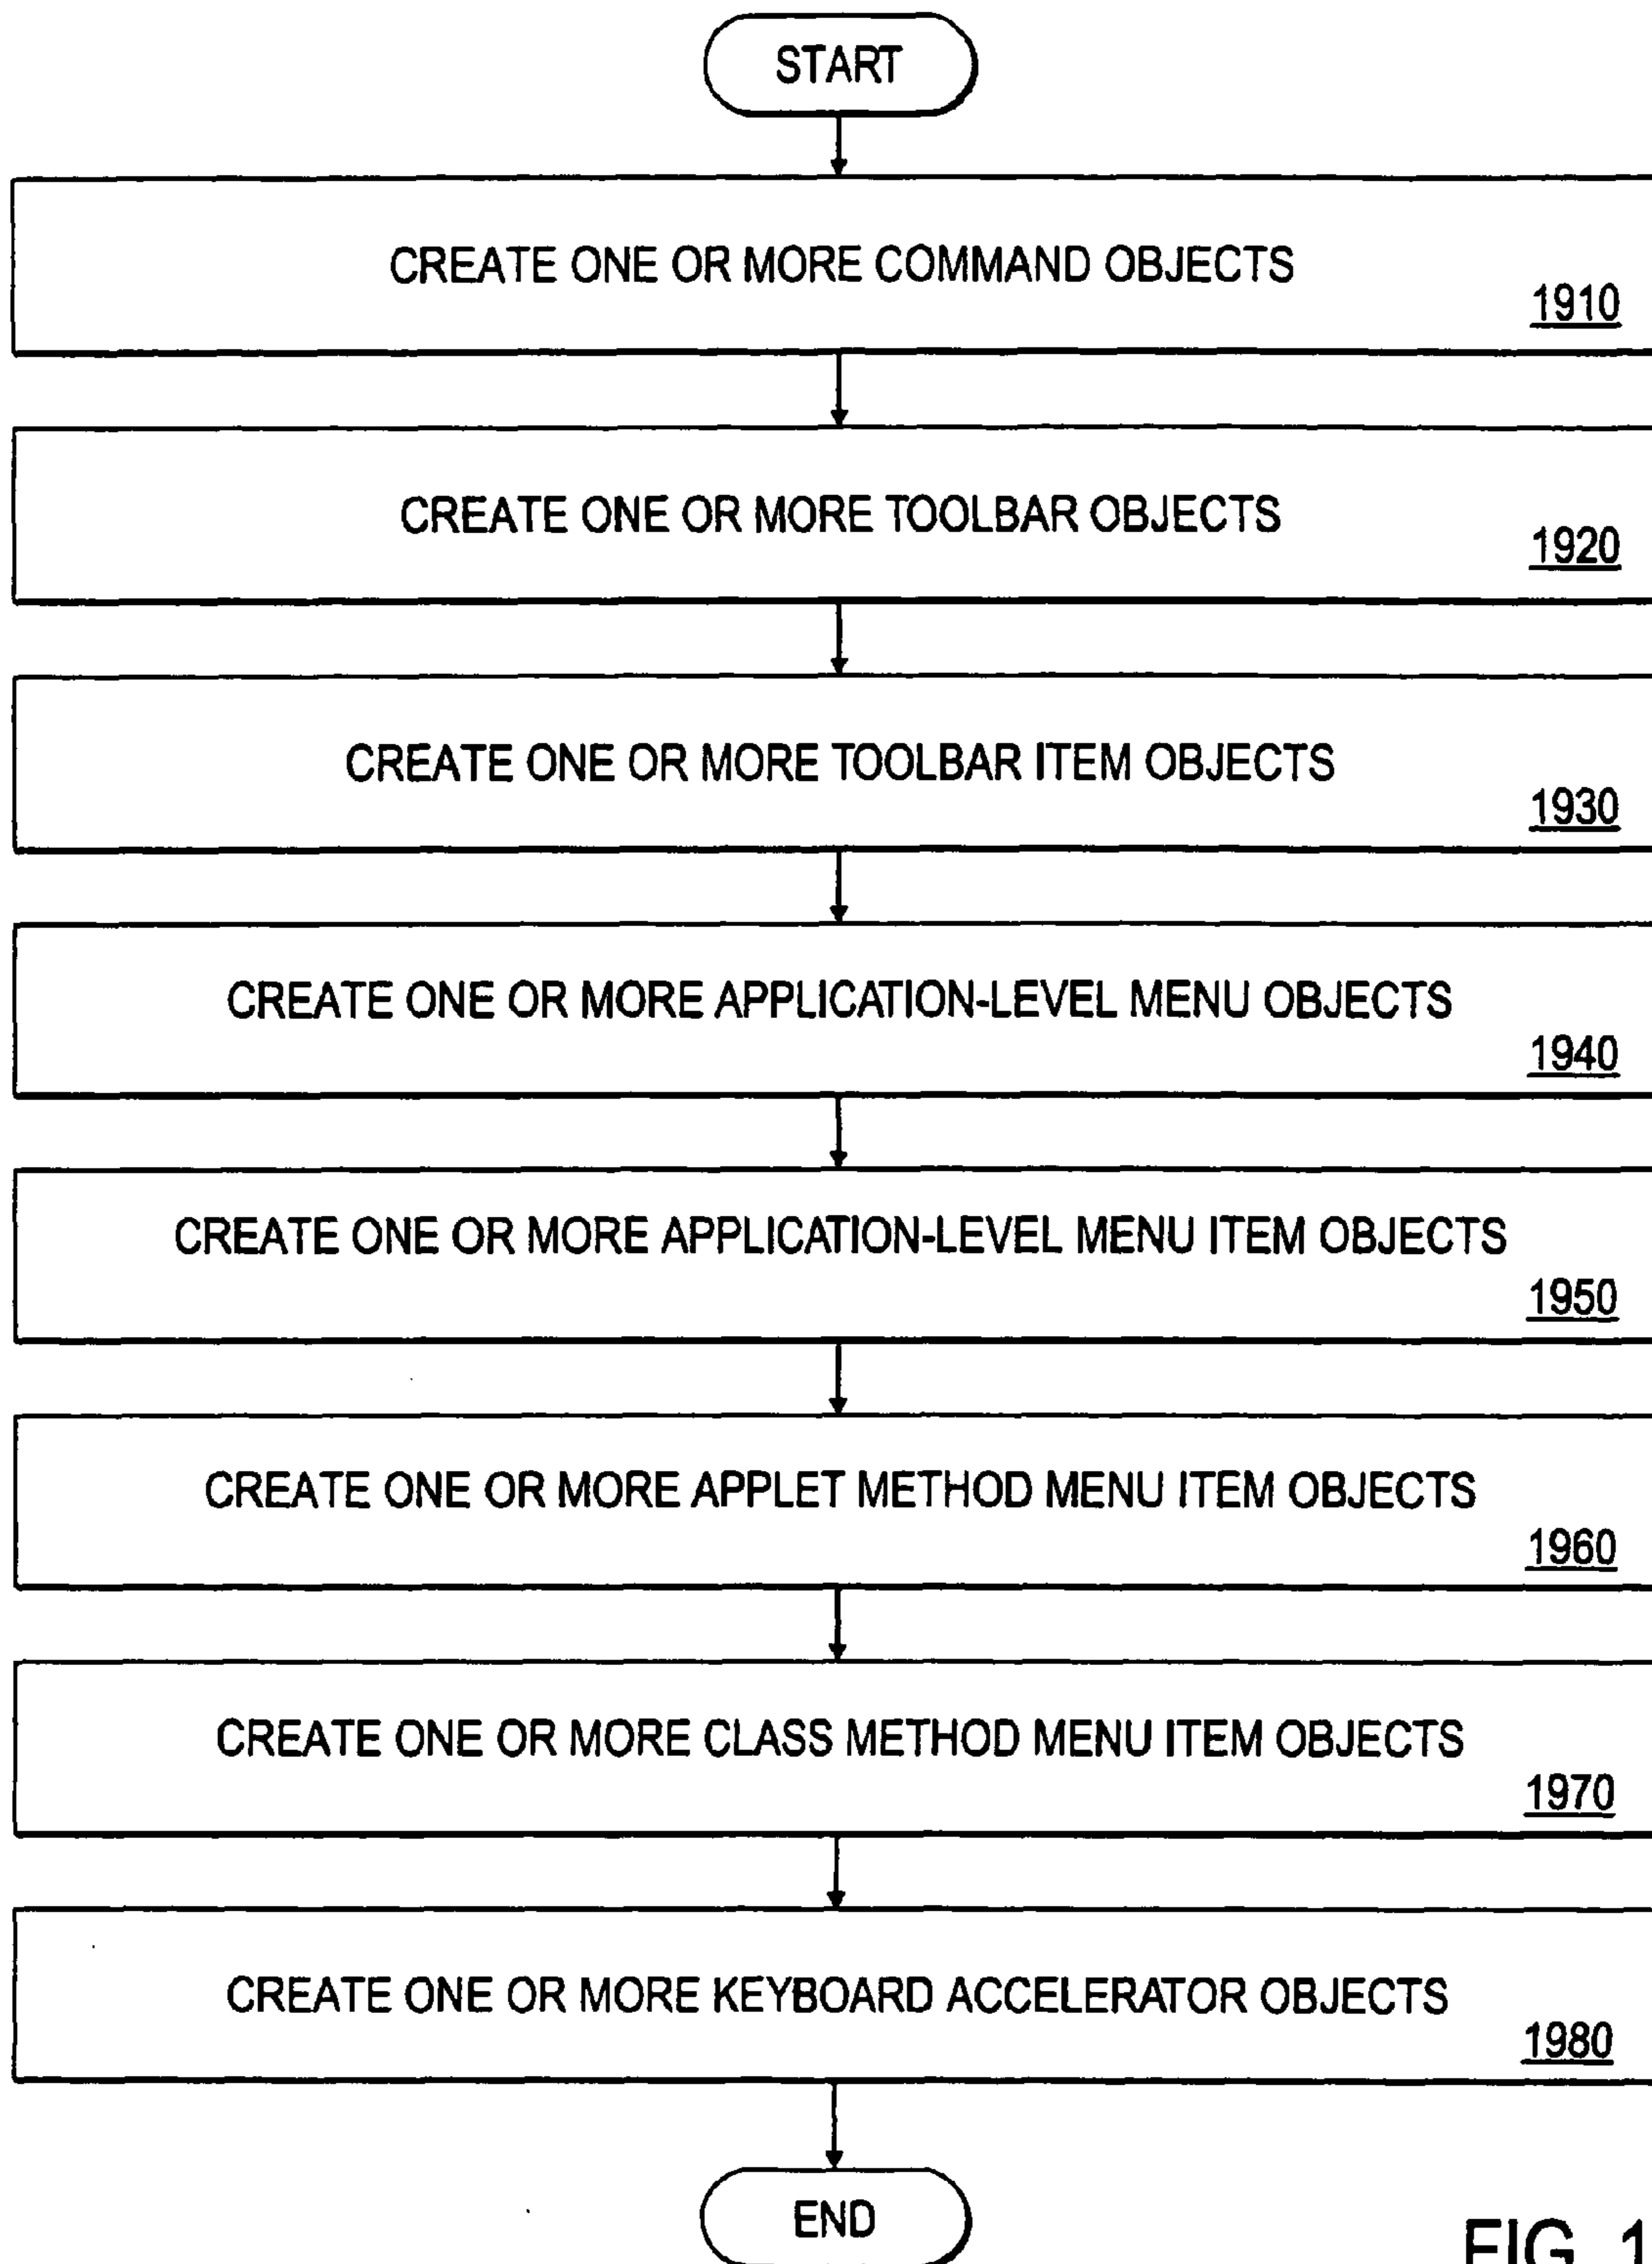 START
CREATE ONE OR MORE COMMAND OBJECTS
1910
CREATE ONE OR MORE TOOLBAR OBJECTS
1920
CREATE ONE OR MORE TOOLBAR ITEM OBJECTS
1930
CREATE ONE OR MORE APPLICATION-LEVEL MENU OBJECTS
1940
CREATE ONE OR MORE APPLICATION-LEVEL MENU ITEM OBJECTS
1950
CREATE ONE OR MORE APPLET METHOD MENU ITEM OBJECTS
1960
CREATE ONE OR MORE CLASS METHOD MENU ITEM OBJECTS
1970
CREATE ONE OR MORE KEYBOARD ACCELERATOR OBJECTS
1980
END
FIG. 1